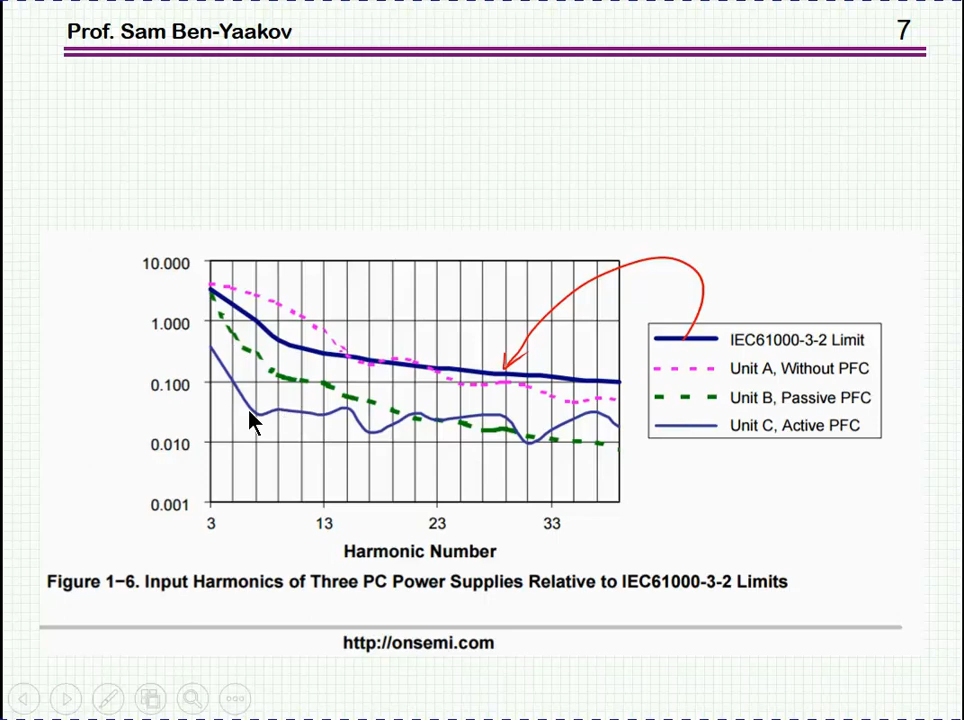 Prof. Sam Ben-Yaakov
7
10.000
1.000
0.100
0.010
0.001
3
13
23
33
Harmonic Number
IEC61000-3-2 Limit
Unit A, Without PFC
Unit B, Passive PFC
Unit C, Active PFC
Figure 1−6. Input Harmonics of Three PC Power Supplies Relative to IEC61000-3-2 Limits
http://onsemi.com